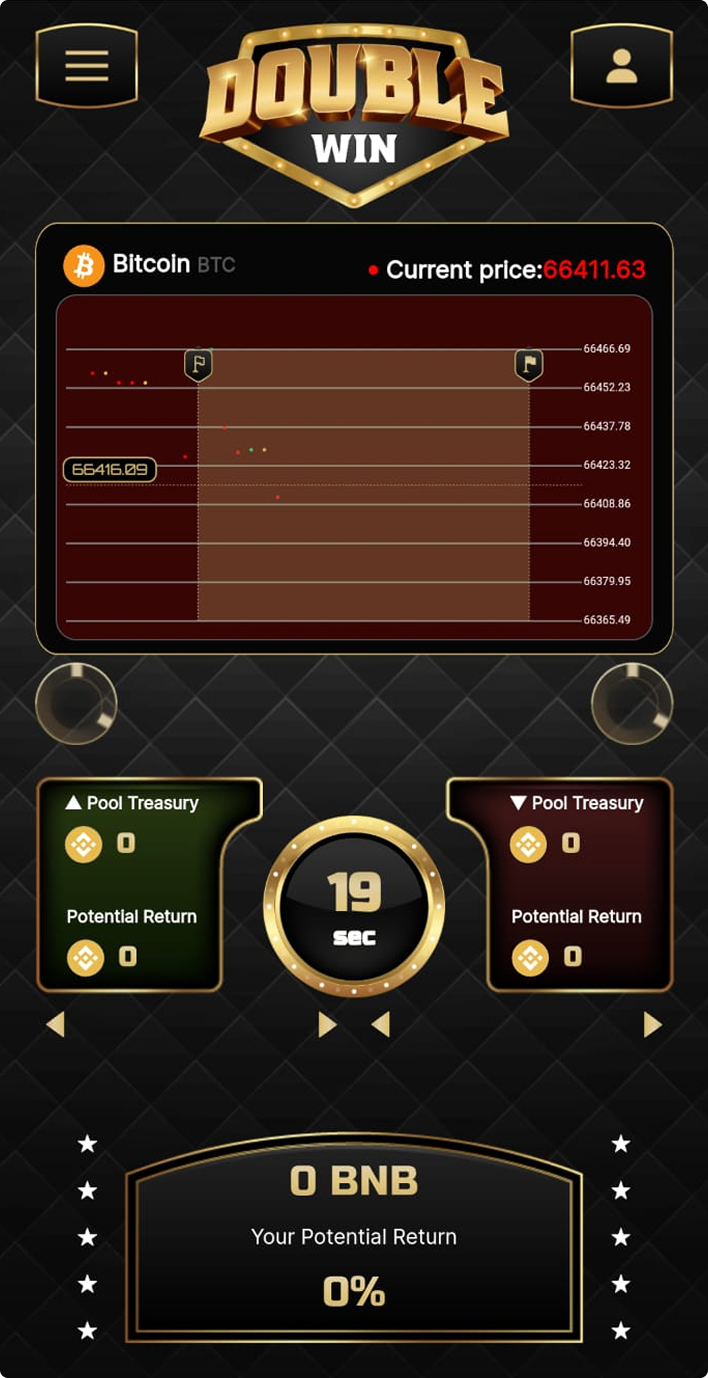 DOUBLE
WIN
Bitcoin BTC
Current price:66411.63
66466.69
66452.23
66437.78
66416.09
66423.32
66408.86
66394.40
66379.95
66365.49
▲ Pool Treasury
0
Potential Return
0
▼ Pool Treasury
0
Potential Return
0
19
sec
0 BNB
Your Potential Return
0%